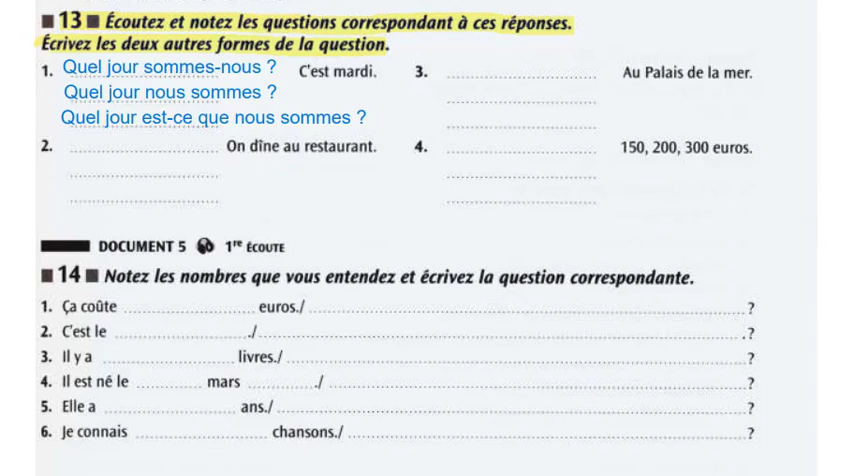 ■ 13 ■ Écoutez et notez les questions correspondant à ces réponses.
Écrivez les deux autres formes de la question.
1. Quel jour sommes-nous ? C'est mardi.
Quel jour nous sommes ?
Quel jour est-ce que nous sommes ?
2. .............................. On dîne au restaurant.
3. .............................. Au Palais de la mer.
4. .............................. 150, 200, 300 euros.
DOCUMENT 5 1re ÉCOUTE
■ 14 ■ Notez les nombres que vous entendez et écrivez la question correspondante.
1. Ça coûte .............................. euros./ .............................. ?
2. C'est le .............................. ./ .............................. ?
3. Il y a .............................. livres./ .............................. ?
4. Il est né le .............. mars .............. ./ .............................. ?
5. Elle a .............................. ans./ .............................. ?
6. Je connais .............................. chansons./ .............................. ?